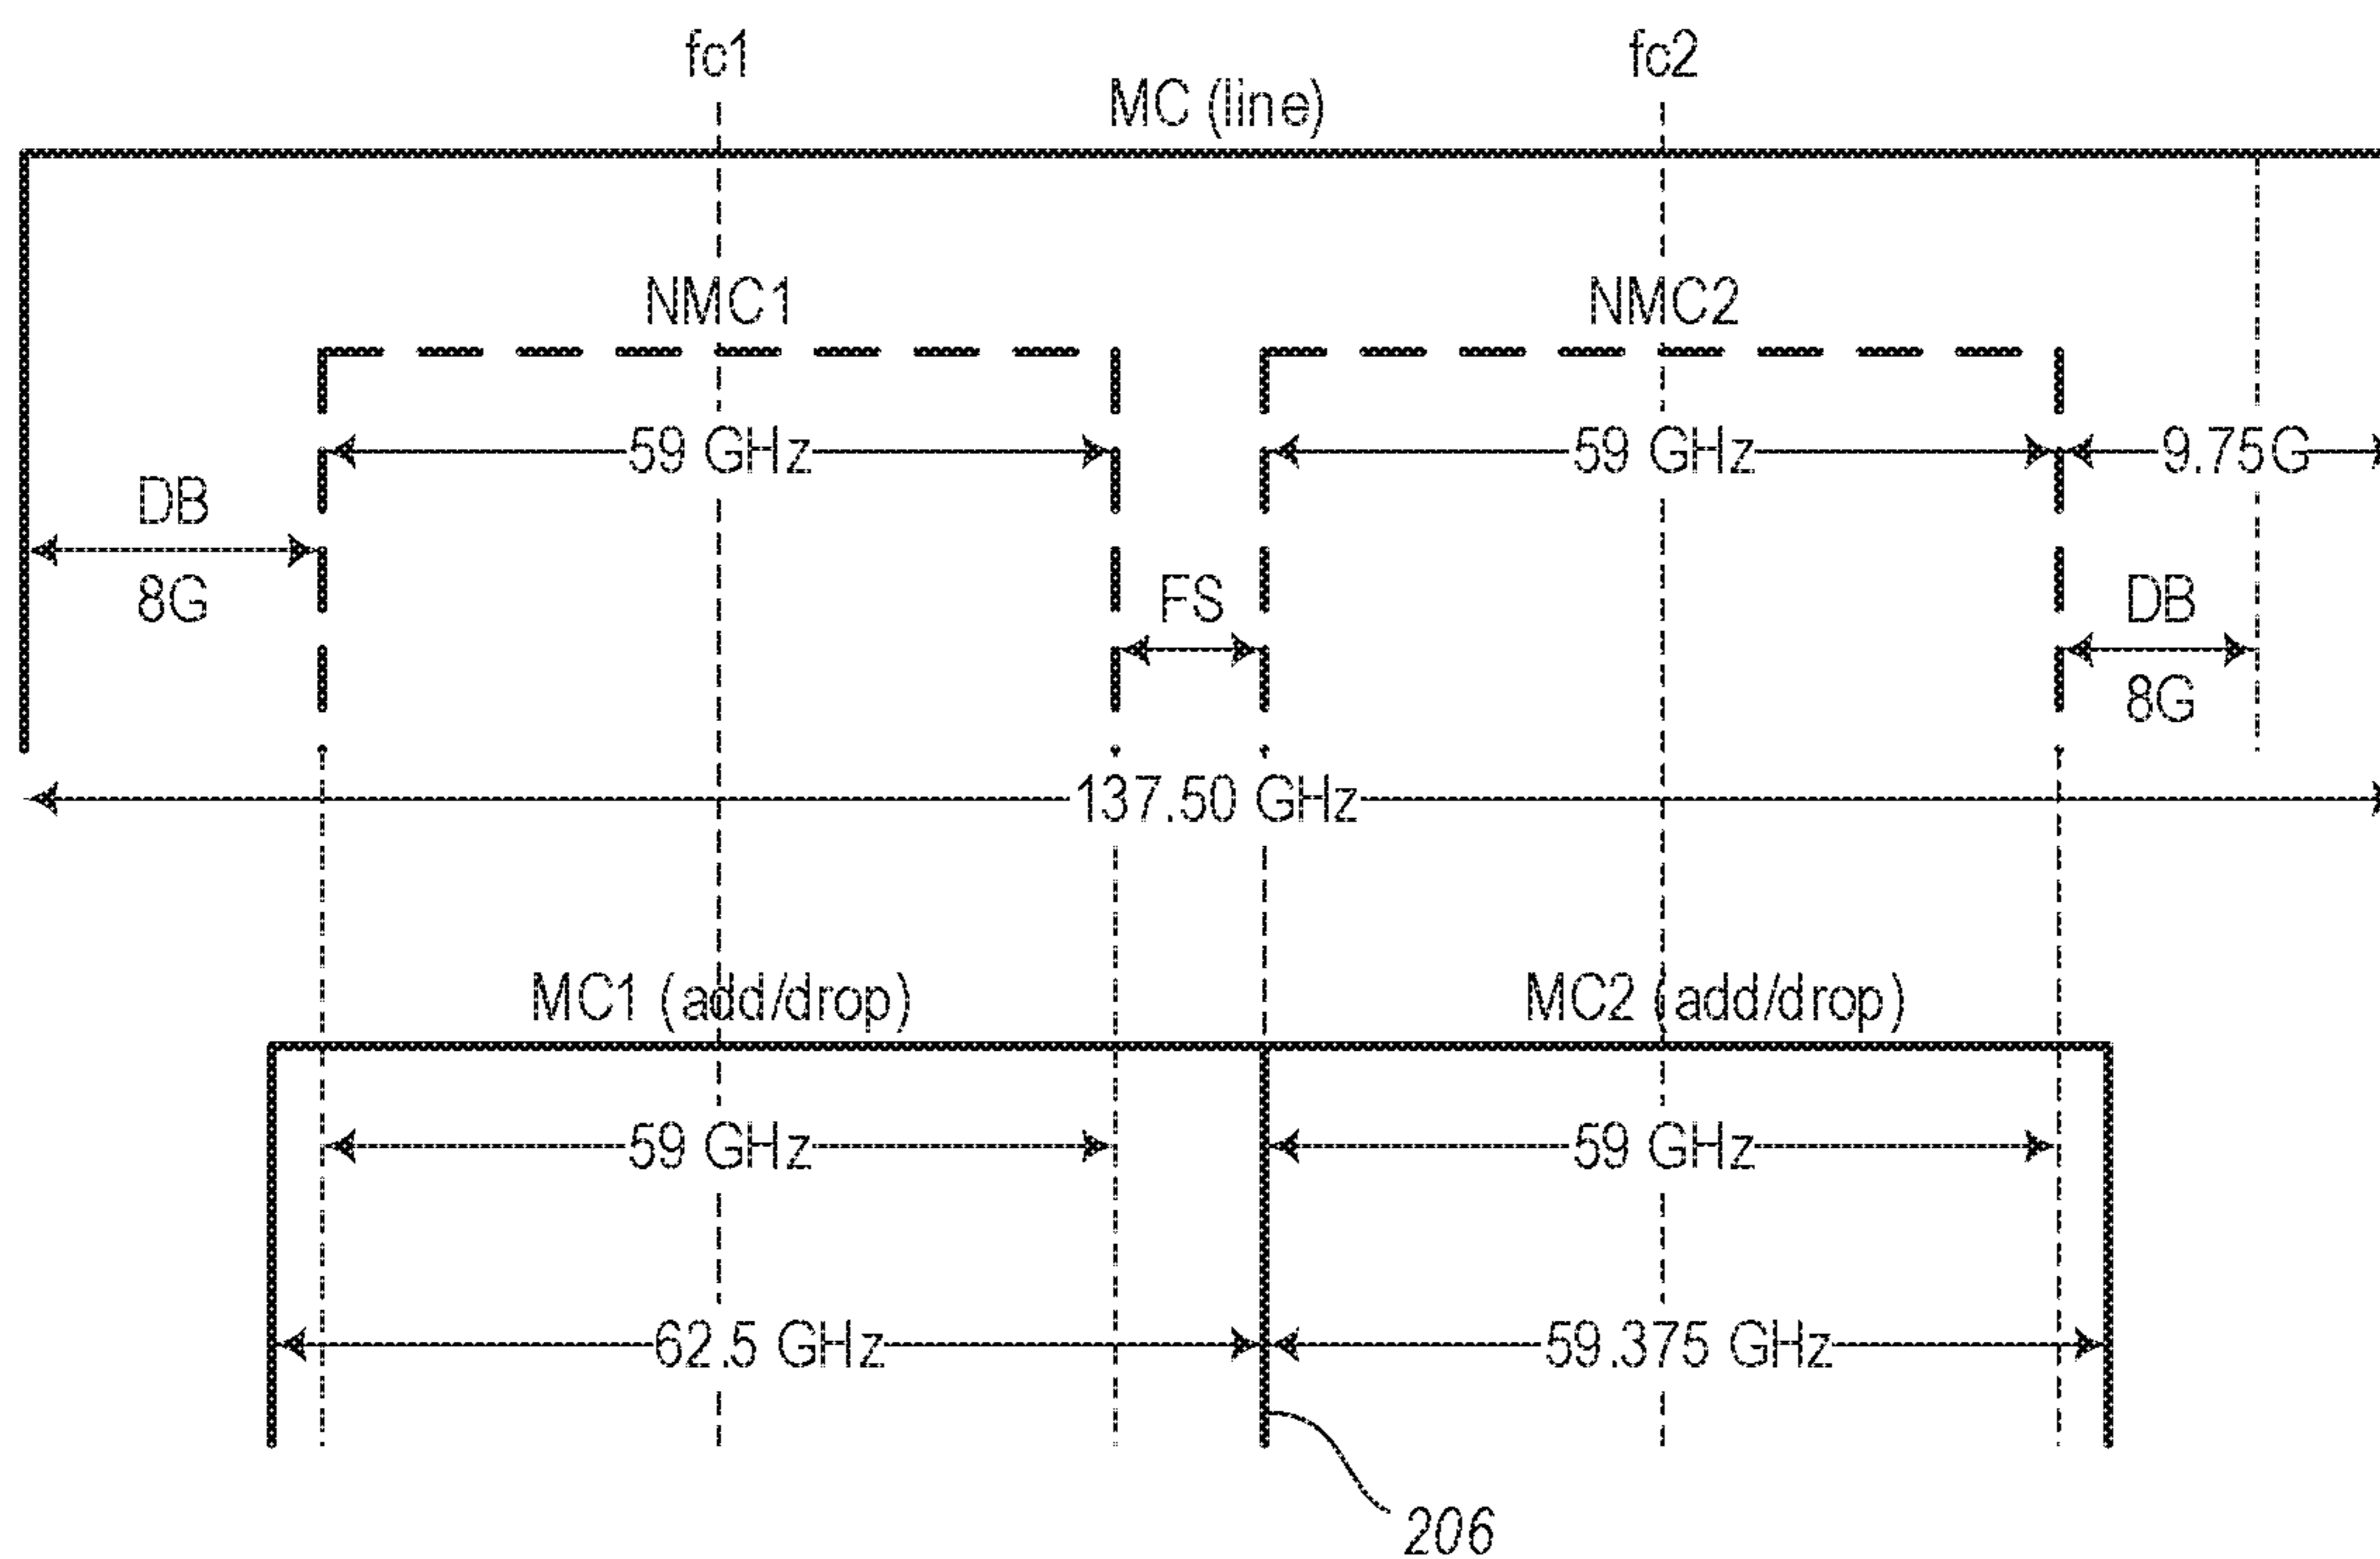 fc1
fc2
MC (line)
NMC1
NMC2
59 GHz
59 GHz
9.75G
DB
8G
FS
DB
8G
137.50 GHz
MC1 (add/drop)
MC2 (add/drop)
59 GHz
59 GHz
62.5 GHz
59.375 GHz
206